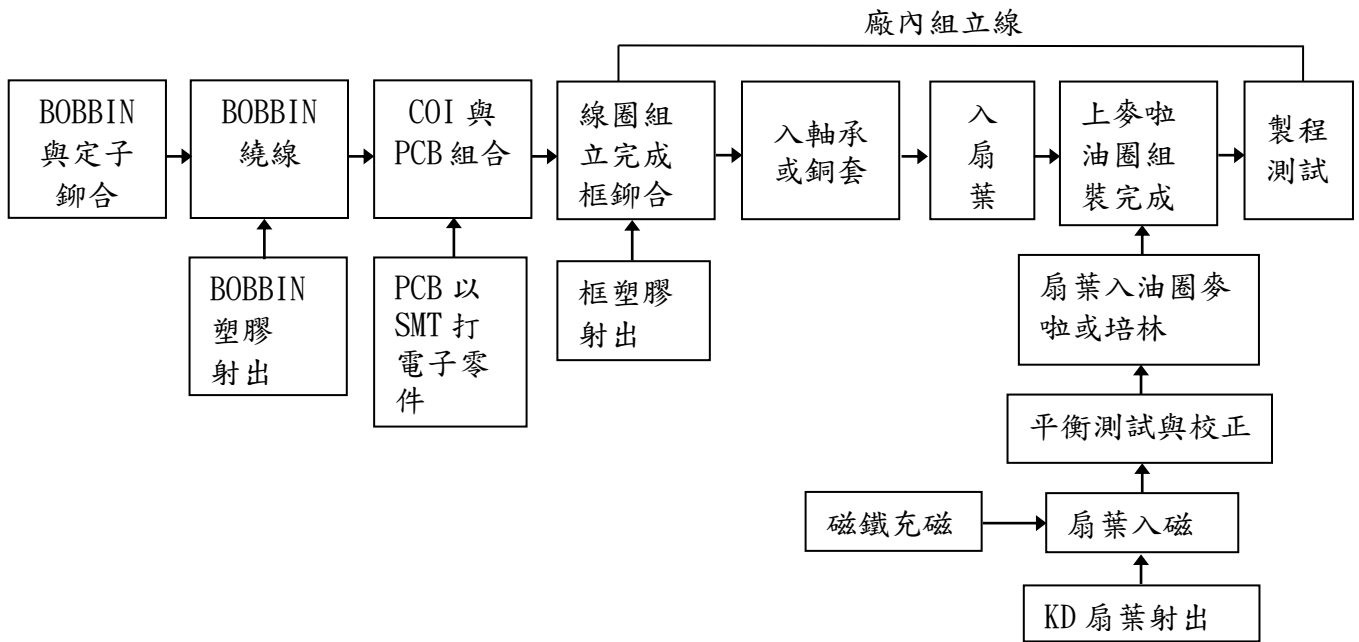 廠內組立線
BOBBIN
與定子
鉚合
BOBBIN
繞線
COI 與
PCB 組合
線圈組
立完成
框鉚合
入軸承
或銅套
入
扇
葉
上麥啦
油圈組
裝完成
製程
測試
BOBBIN
塑膠
射出
PCB 以
SMT 打
電子零
件
框塑膠
射出
扇葉入油圈麥
啦或培林
平衡測試與校正
磁鐵充磁
扇葉入磁
KD 扇葉射出